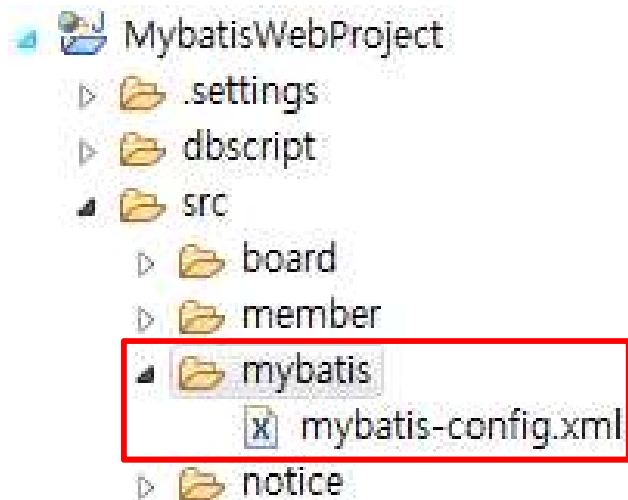 MybatisWebProject
.settings
dbscript
src
board
member
mybatis
mybatis-config.xml
notice